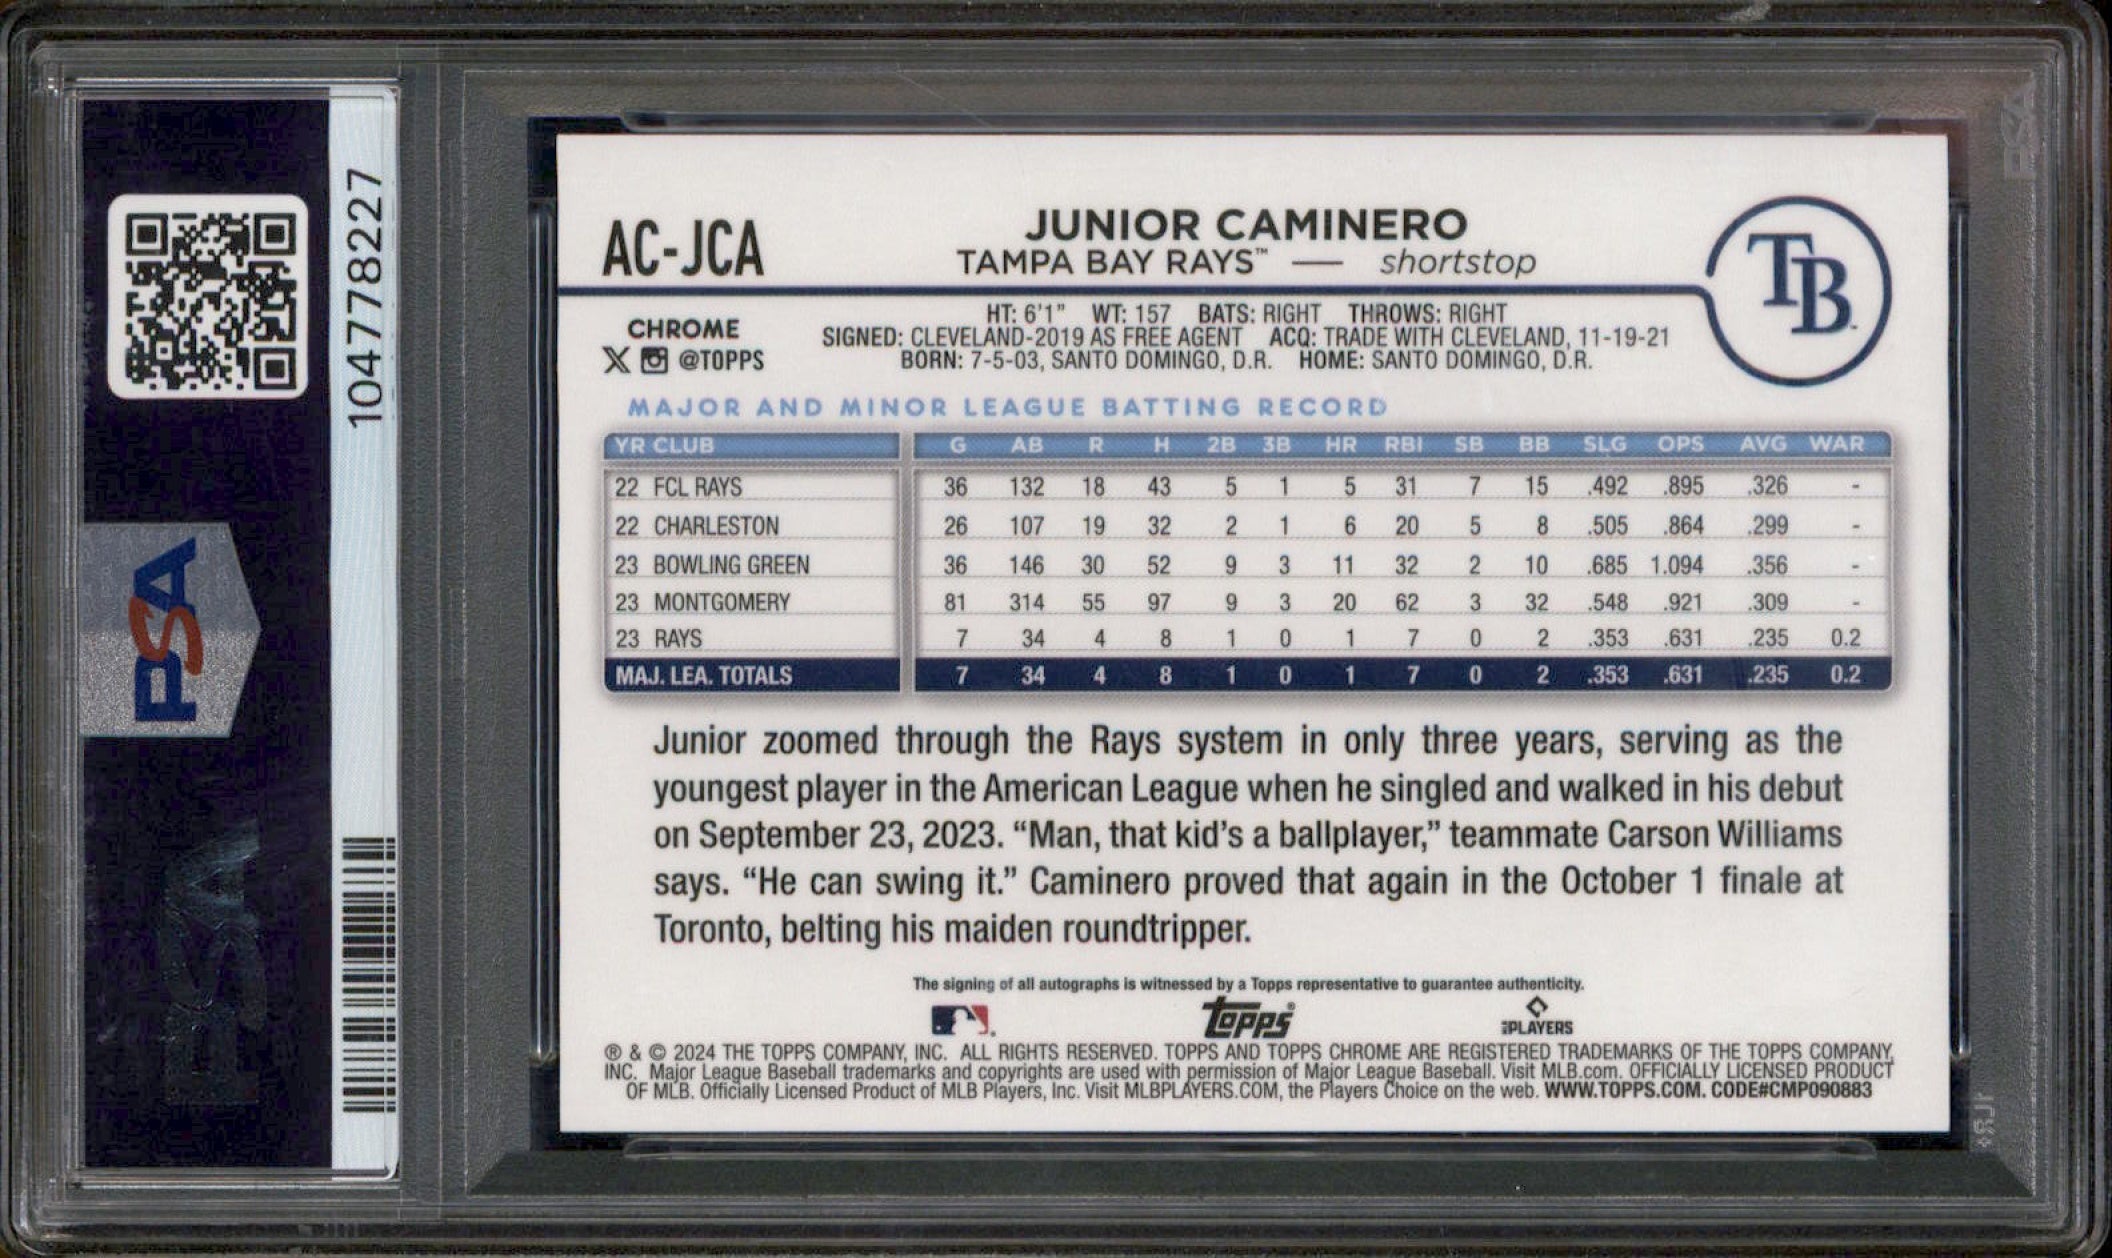 104778227
PSA
AC-JCA
JUNIOR CAMINERO
TAMPA BAY RAYS™ — shortstop
TB
CHROME
@TOPPS
HT: 6'1" WT: 157 BATS: RIGHT THROWS: RIGHT
SIGNED: CLEVELAND-2019 AS FREE AGENT ACQ: TRADE WITH CLEVELAND, 11-19-21
BORN: 7-5-03, SANTO DOMINGO, D.R. HOME: SANTO DOMINGO, D.R.
MAJOR AND MINOR LEAGUE BATTING RECORD
YR CLUB G AB R H 2B 3B HR RBI SB BB SLG OPS AVG WAR
22 FCL RAYS 36 132 18 43 5 1 5 31 7 15 .492 .895 .326 -
22 CHARLESTON 26 107 19 32 2 1 6 20 5 8 .505 .864 .299 -
23 BOWLING GREEN 36 146 30 52 9 3 11 32 2 10 .685 1.094 .356 -
23 MONTGOMERY 81 314 55 97 9 3 20 62 3 32 .548 .921 .309 -
23 RAYS 7 34 4 8 1 0 1 7 0 2 .353 .631 .235 0.2
MAJ. LEA. TOTALS 7 34 4 8 1 0 1 7 0 2 .353 .631 .235 0.2
Junior zoomed through the Rays system in only three years, serving as the
youngest player in the American League when he singled and walked in his debut
on September 23, 2023. “Man, that kid’s a ballplayer,” teammate Carson Williams
says. “He can swing it.” Caminero proved that again in the October 1 finale at
Toronto, belting his maiden roundtripper.
The signing of all autographs is witnessed by a Topps representative to guarantee authenticity.
topps®
PLAYERS
® & © 2024 THE TOPPS COMPANY, INC. ALL RIGHTS RESERVED. TOPPS AND TOPPS CHROME ARE REGISTERED TRADEMARKS OF THE TOPPS COMPANY,
INC. Major League Baseball trademarks and copyrights are used with permission of Major League Baseball. Visit MLB.com. OFFICIALLY LICENSED PRODUCT
OF MLB. Officially Licensed Product of MLB Players, Inc. Visit MLBPLAYERS.COM, the Players Choice on the web. WWW.TOPPS.COM. CODE#CMP090883
PSA